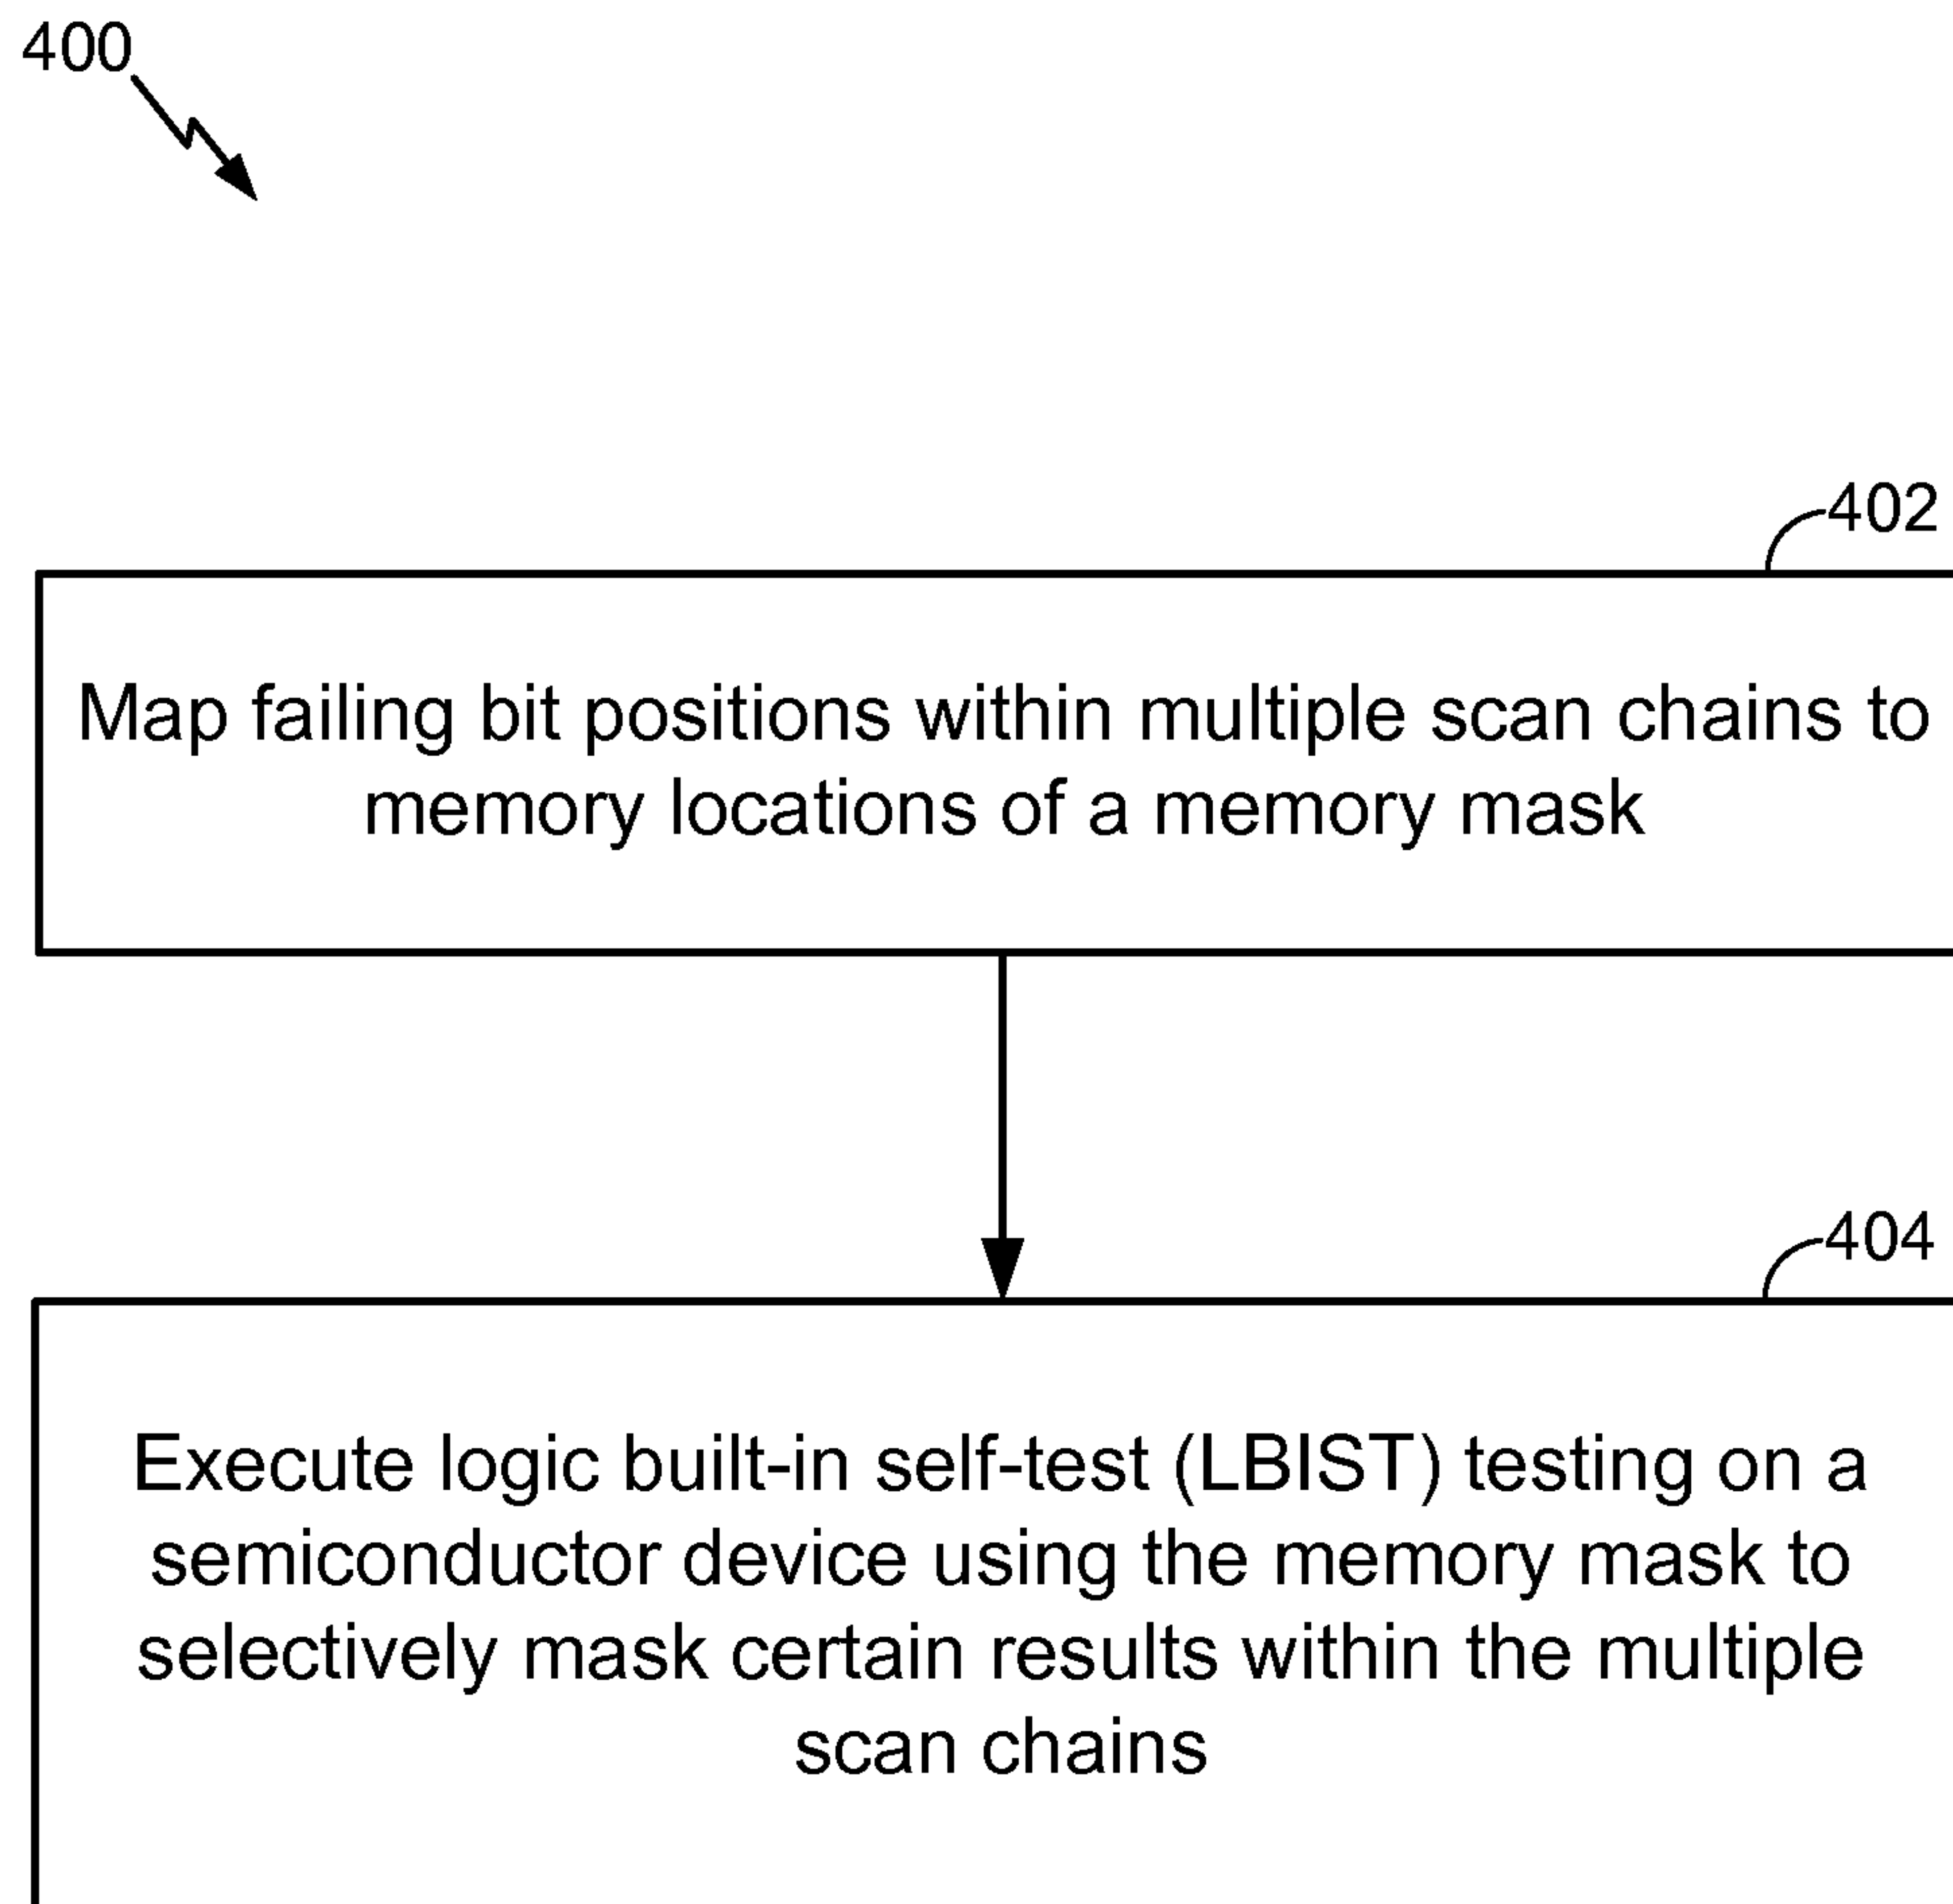 400
402
Map failing bit positions within multiple scan chains to
memory locations of a memory mask
404
Execute logic built-in self-test (LBIST) testing on a
semiconductor device using the memory mask to
selectively mask certain results within the multiple
scan chains